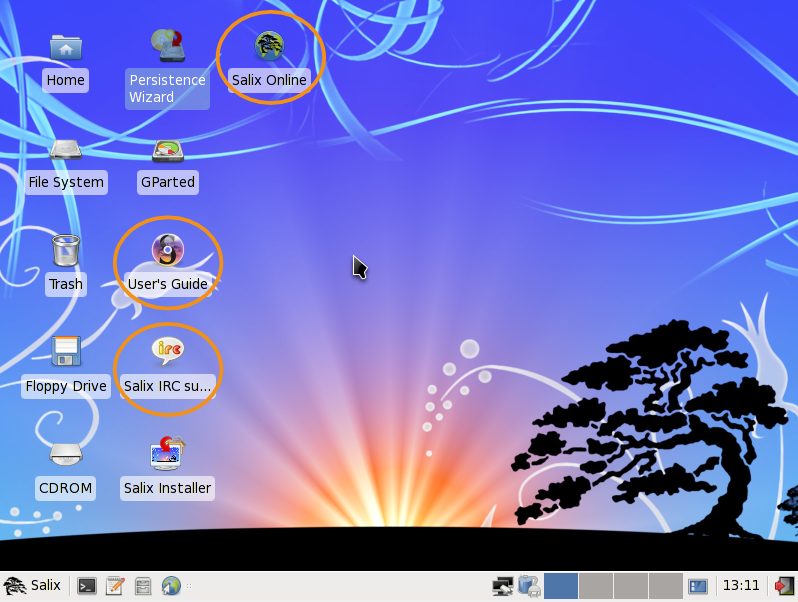 Home
Persistence
Wizard
Salix Online
File System
GParted
Trash
User's Guide
Floppy Drive
irc
Salix IRC su...
CDROM
Salix Installer
Salix
13:11